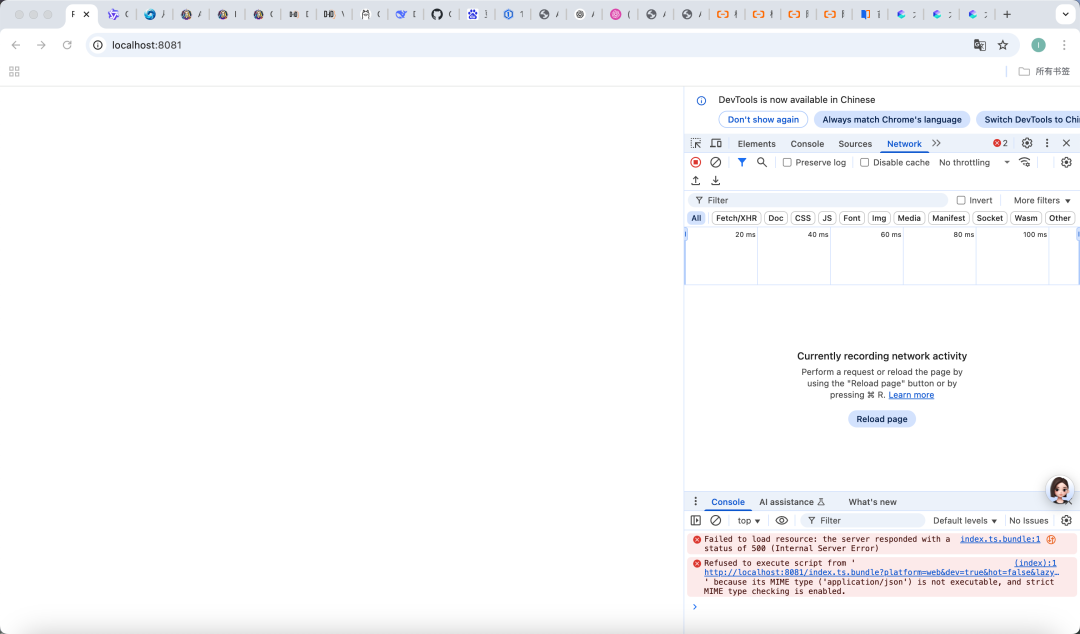 localhost:8081
所有书签
DevTools is now available in Chinese
Don't show again
Always match Chrome's language
Switch DevTools to Chi
Elements
Console
Sources
Network
2
Preserve log
Disable cache
No throttling
Filter
Invert
More filters
All
Fetch/XHR
Doc
CSS
JS
Font
Img
Media
Manifest
Socket
Wasm
Other
20 ms
40 ms
60 ms
80 ms
100 ms
Currently recording network activity
Perform a request or reload the page by
using the "Reload page" button or by
pressing ⌘ R. Learn more
Reload page
Console
AI assistance
What's new
top
Filter
Default levels
No Issues
Failed to load resource: the server responded with a index.ts.bundle:1
status of 500 (Internal Server Error)
Refused to execute script from ' (index):1
http://localhost:8081/index.ts.bundle?platform=web&dev=true&hot=false&lazy…
' because its MIME type ('application/json') is not executable, and strict
MIME type checking is enabled.